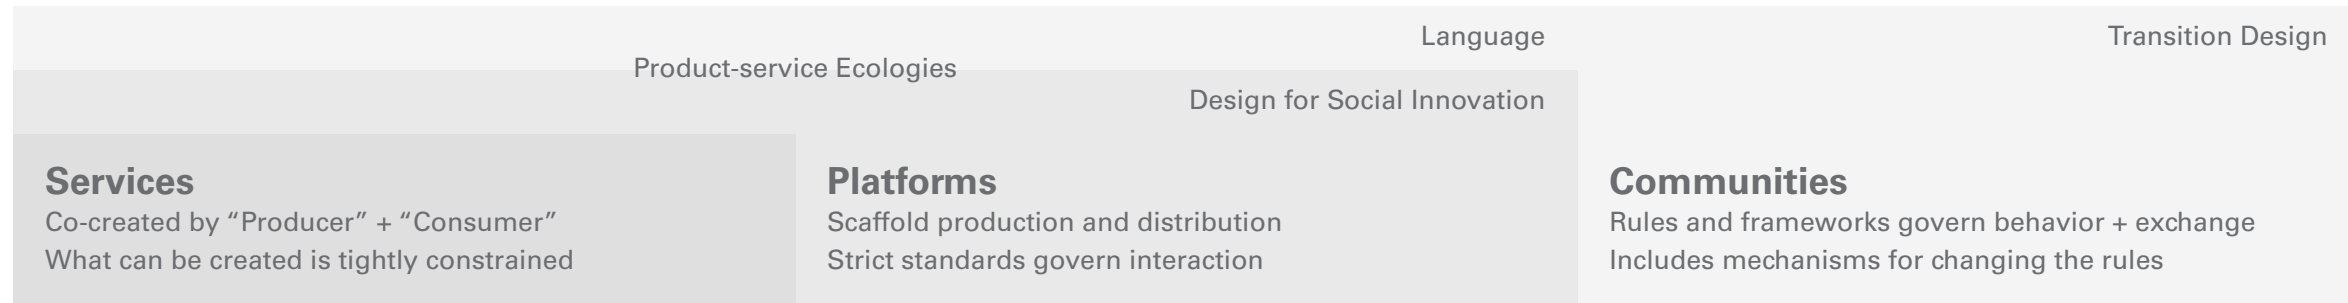 Language
Transition Design
Product-service Ecologies
Design for Social Innovation
Services
Co-created by “Producer” + “Consumer”
What can be created is tightly constrained
Platforms
Scaffold production and distribution
Strict standards govern interaction
Communities
Rules and frameworks govern behavior + exchange
Includes mechanisms for changing the rules